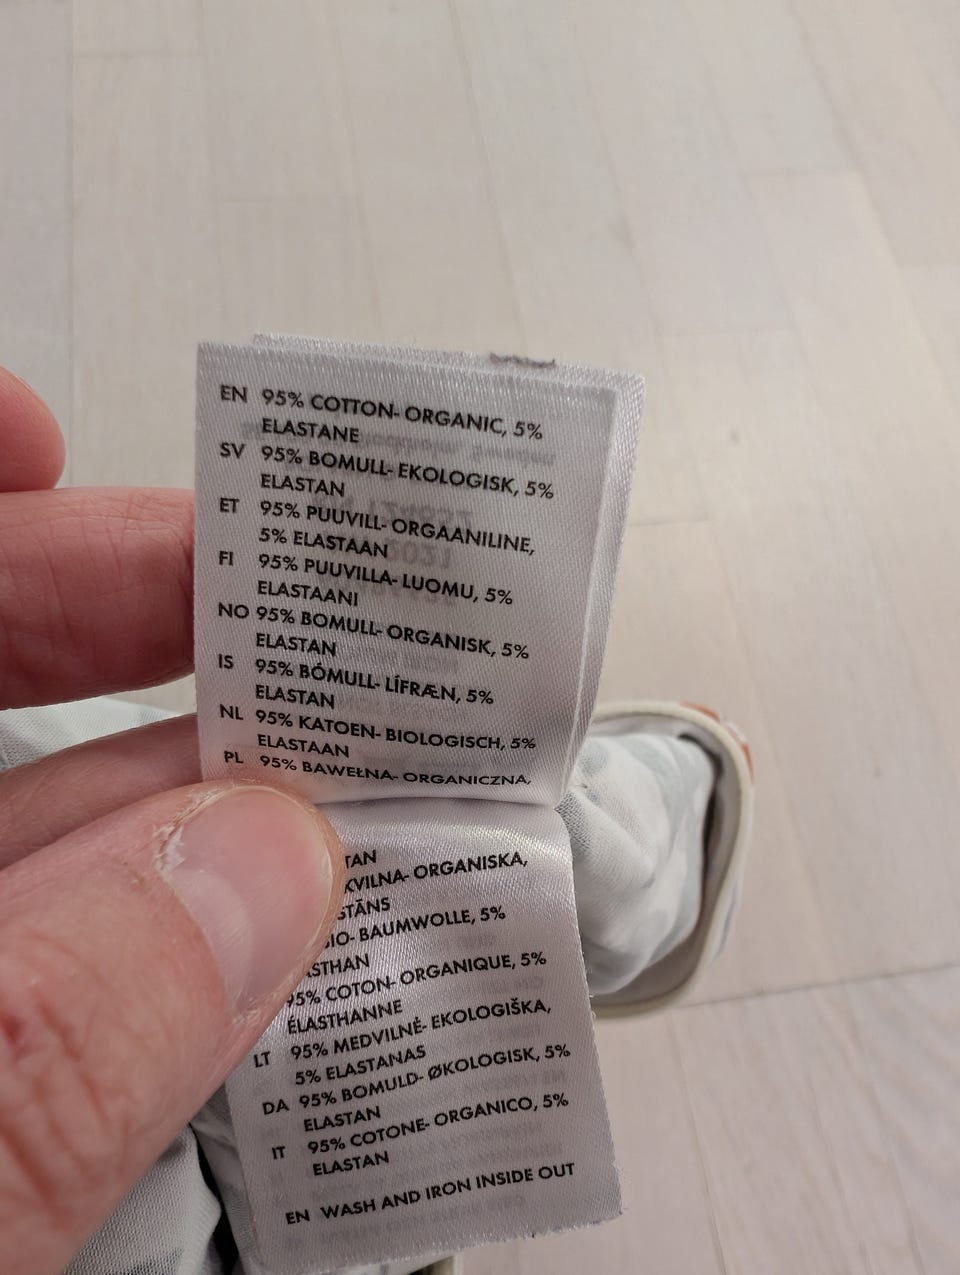 EN 95% COTTON- ORGANIC, 5%
ELASTANE
SV 95% BOMULL- EKOLOGISK, 5%
ELASTAN
ET 95% PUUVILL- ORGAANILINE,
5% ELASTAAN
FI 95% PUUVILLA- LUOMU, 5%
ELASTAANI
NO 95% BOMULL- ORGANISK, 5%
ELASTAN
IS 95% BÓMULL- LÍFRÆN, 5%
ELASTAN
NL 95% KATOEN- BIOLOGISCH, 5%
ELASTAAN
PL 95% BAWEŁNA- ORGANICZNA,
TAN
KVILNA- ORGANISKA,
STĀNS
IO- BAUMWOLLE, 5%
ASTHAN
95% COTON- ORGANIQUE, 5%
ÉLASTHANNE
LT 95% MEDVILNĖ- EKOLOGIŠKA,
5% ELASTANAS
DA 95% BOMULD- ØKOLOGISK, 5%
ELASTAN
IT 95% COTONE- ORGANICO, 5%
ELASTAN
EN WASH AND IRON INSIDE OUT